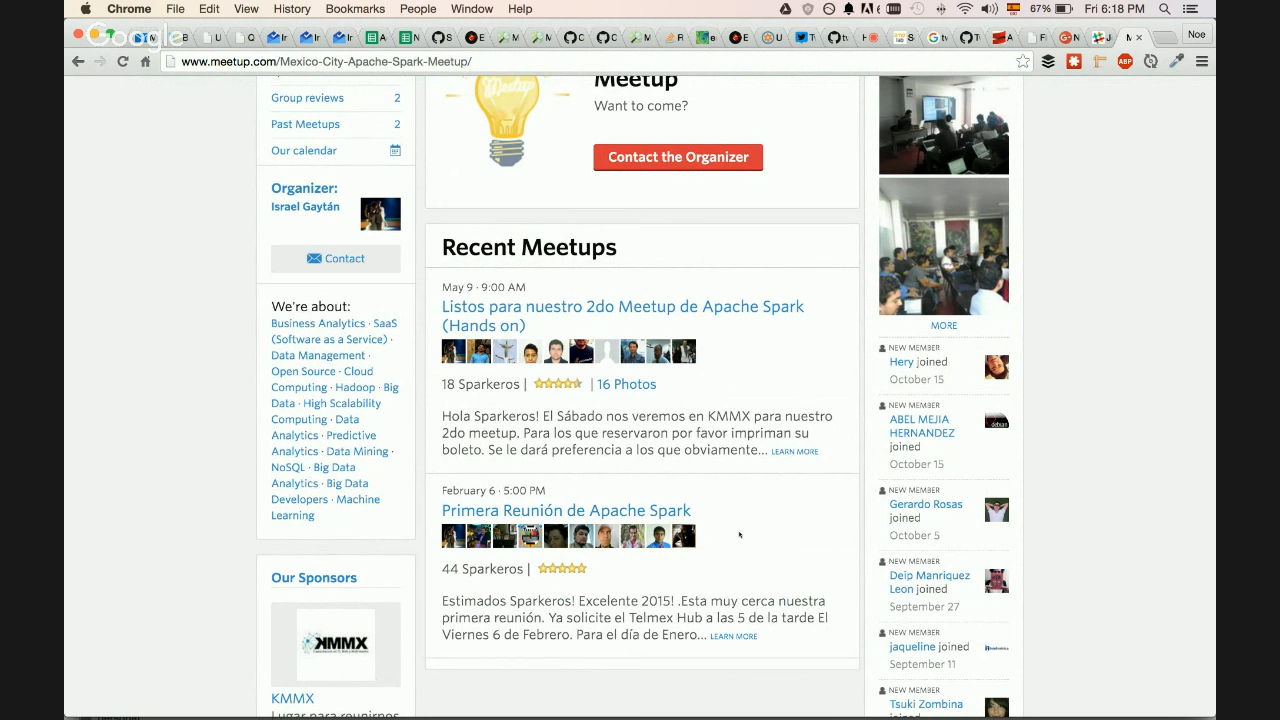 Chrome File Edit View History Bookmarks People Window Help
67% Fri 6:18 PM
Google
Noe
www.meetup.com/Mexico-City-Apache-Spark-Meetup/
Group reviews 2
Past Meetups 2
Our calendar
Organizer:
Israel Gaytán
Contact
We're about:
Business Analytics · SaaS
(Software as a Service) ·
Data Management ·
Open Source · Cloud
Computing · Hadoop · Big
Data · High Scalability
Computing · Data
Analytics · Predictive
Analytics · Data Mining ·
NoSQL · Big Data
Analytics · Big Data
Developers · Machine
Learning
Our Sponsors
KMMX
KMMX
Lugar para reunirnos
Meetup
Meetup
Want to come?
Contact the Organizer
Recent Meetups
May 9 · 9:00 AM
Listos para nuestro 2do Meetup de Apache Spark
(Hands on)
18 Sparkeros | | 16 Photos
Hola Sparkeros! El Sábado nos veremos en KMMX para nuestro
2do meetup. Para los que reservaron por favor impriman su
boleto. Se le dará preferencia a los que obviamente... LEARN MORE
February 6 · 5:00 PM
Primera Reunión de Apache Spark
44 Sparkeros |
Estimados Sparkeros! Excelente 2015! .Esta muy cerca nuestra
primera reunión. Ya solicite el Telmex Hub a las 5 de la tarde El
Viernes 6 de Febrero. Para el día de Enero... LEARN MORE
MORE
NEW MEMBER
Hery joined
October 15
NEW MEMBER
ABEL MEJIA
HERNANDEZ
joined
October 15
NEW MEMBER
Gerardo Rosas
joined
October 5
NEW MEMBER
Deip Manriquez
Leon joined
September 27
NEW MEMBER
jaqueline joined
September 11
NEW MEMBER
Tsuki Zombina
joined